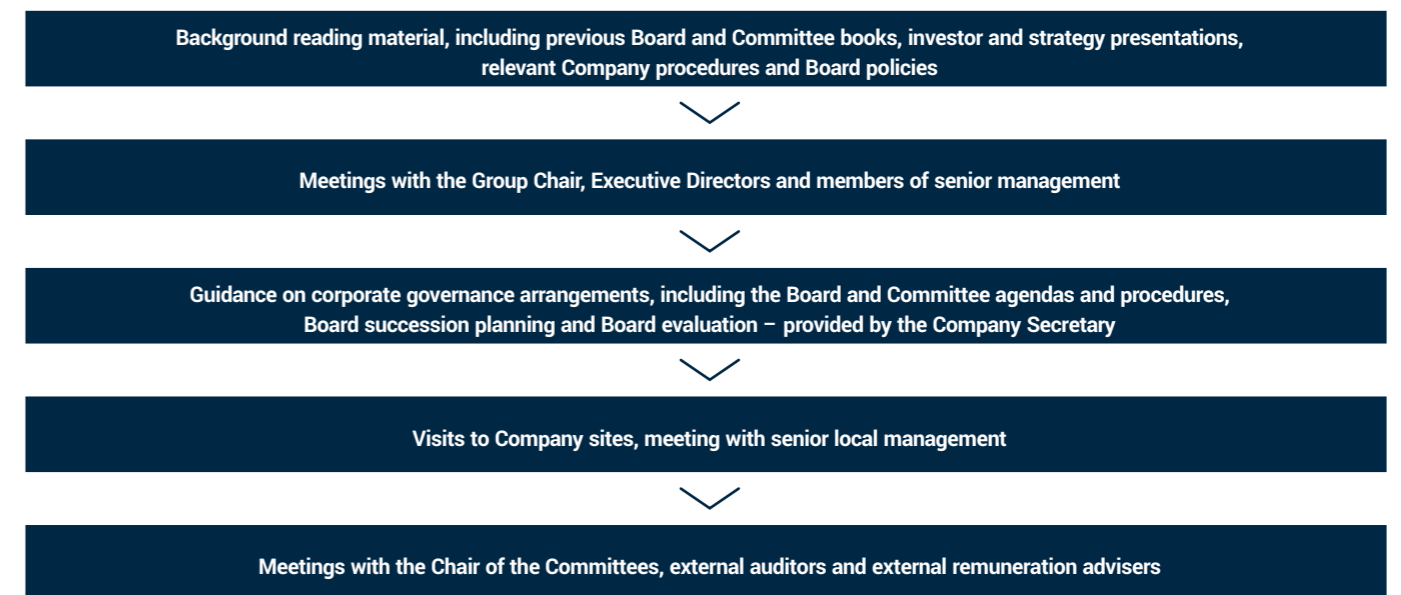 Background reading material, including previous Board and Committee books, investor and strategy presentations,
relevant Company procedures and Board policies
Meetings with the Group Chair, Executive Directors and members of senior management
Guidance on corporate governance arrangements, including the Board and Committee agendas and procedures,
Board succession planning and Board evaluation – provided by the Company Secretary
Visits to Company sites, meeting with senior local management
Meetings with the Chair of the Committees, external auditors and external remuneration advisers